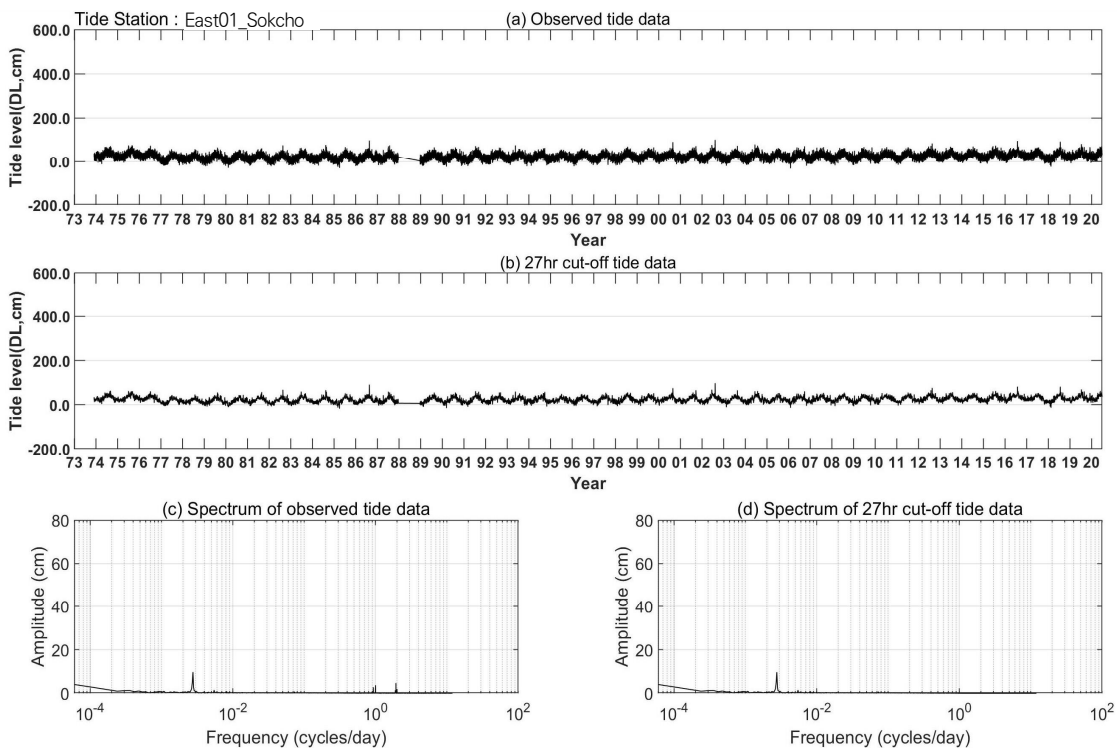 Tide Station : East01_Sokcho
(a) Observed tide data
600.0
400.0
200.0
0.0
-200.0
Tide level(DL,cm)
73 74 75 76 77 78 79 80 81 82 83 84 85 86 87 88 89 90 91 92 93 94 95 96 97 98 99 00 01 02 03 04 05 06 07 08 09 10 11 12 13 14 15 16 17 18 19 20
Year
(b) 27hr cut-off tide data
600.0
400.0
200.0
0.0
-200.0
Tide level(DL,cm)
73 74 75 76 77 78 79 80 81 82 83 84 85 86 87 88 89 90 91 92 93 94 95 96 97 98 99 00 01 02 03 04 05 06 07 08 09 10 11 12 13 14 15 16 17 18 19 20
Year
(c) Spectrum of observed tide data
80
60
40
20
0
Amplitude (cm)
10^-4 10^-2 10^0 10^2
Frequency (cycles/day)
(d) Spectrum of 27hr cut-off tide data
80
60
40
20
0
Amplitude (cm)
10^-4 10^-2 10^0 10^2
Frequency (cycles/day)